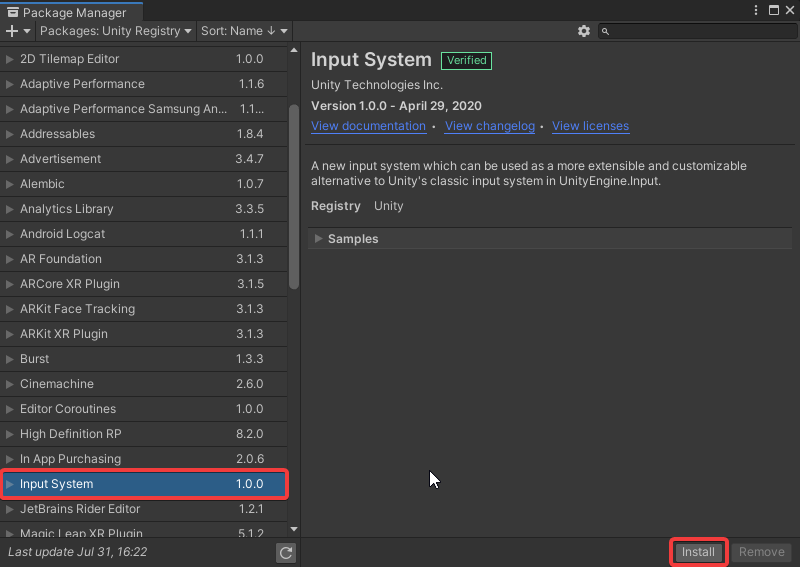 Package Manager
Packages: Unity Registry Sort: Name ↓
2D Tilemap Editor 1.0.0
Adaptive Performance 1.1.6
Adaptive Performance Samsung An... 1.1...
Addressables 1.8.4
Advertisement 3.4.7
Alembic 1.0.7
Analytics Library 3.3.5
Android Logcat 1.1.1
AR Foundation 3.1.3
ARCore XR Plugin 3.1.5
ARKit Face Tracking 3.1.3
ARKit XR Plugin 3.1.3
Burst 1.3.3
Cinemachine 2.6.0
Editor Coroutines 1.0.0
High Definition RP 8.2.0
In App Purchasing 2.0.6
Input System 1.0.0
JetBrains Rider Editor 1.2.1
Magic Leap XR Plugin 5.1.2
Last update Jul 31, 16:22
Input System Verified
Unity Technologies Inc.
Version 1.0.0 - April 29, 2020
View documentation • View changelog • View licenses
A new input system which can be used as a more extensible and customizable
alternative to Unity's classic input system in UnityEngine.Input.
Registry Unity
Samples
Install Remove